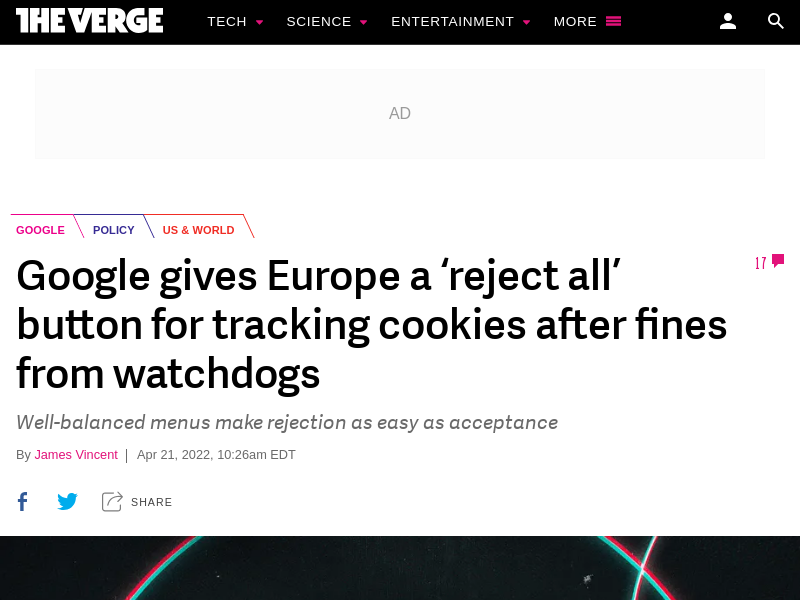 THE VERGE TECH SCIENCE ENTERTAINMENT MORE
AD
GOOGLE POLICY US & WORLD
Google gives Europe a ‘reject all’
button for tracking cookies after fines
from watchdogs
17
Well-balanced menus make rejection as easy as acceptance
By James Vincent | Apr 21, 2022, 10:26am EDT
SHARE